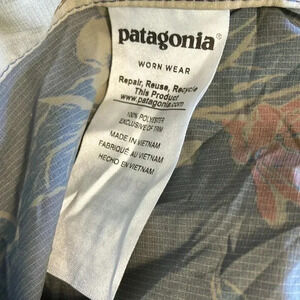 patagonia®
WORN WEAR
Repair, Reuse, Recycle
This Product
www.patagonia.com
100% POLYESTER
EXCLUSIVE OF TRIM
MADE IN VIETNAM
FABRIQUÉ AU VIETNAM
HECHO EN VIETNAM